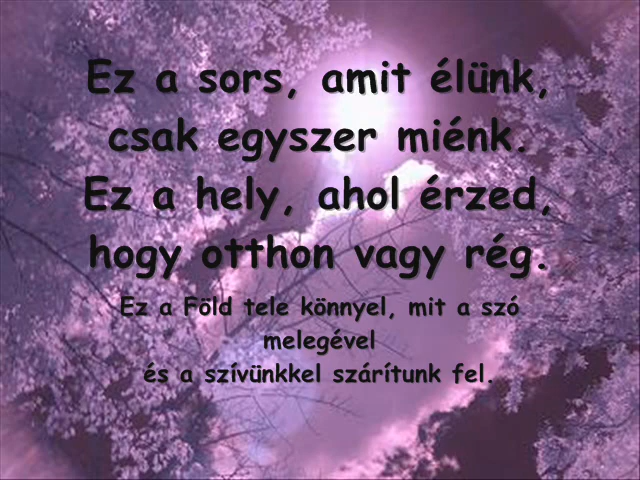 Ez a sors, amit élünk,
csak egyszer miénk.
Ez a hely, ahol érzed,
hogy otthon vagy rég.
Ez a Föld tele könnyel, mit a szó
melegével
és a szívünkkel szárítunk fel.